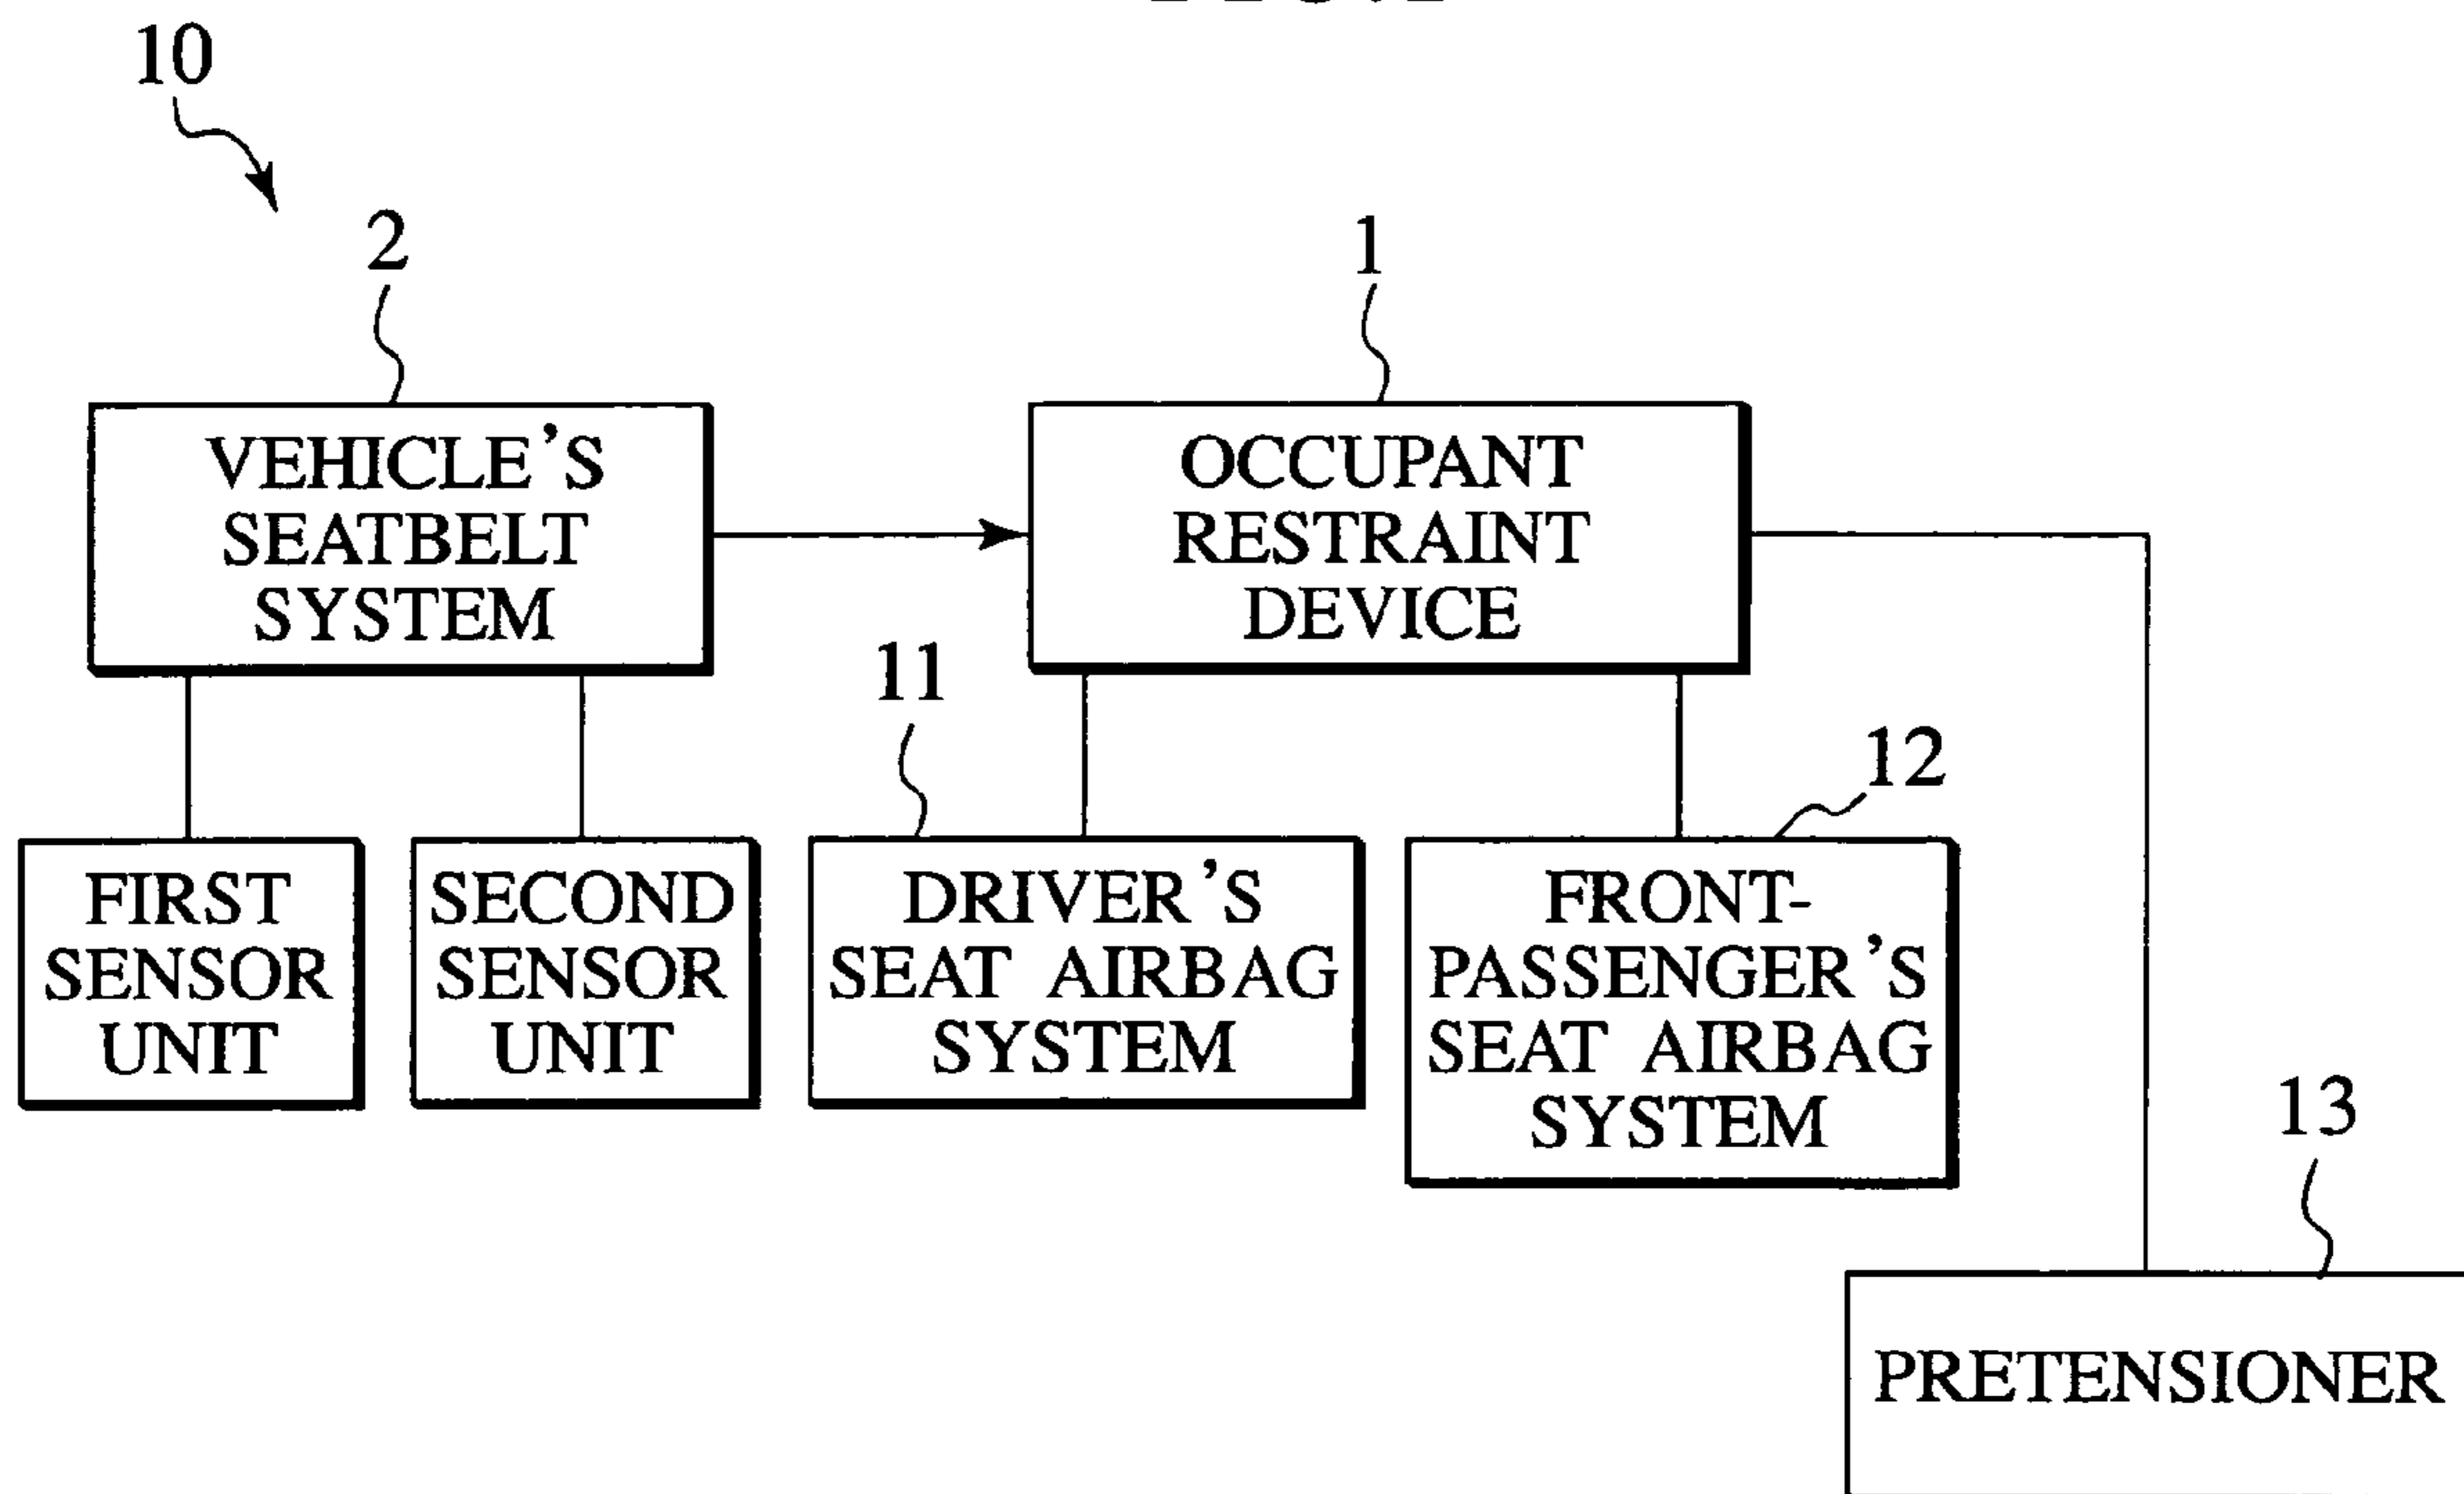 10
2
1
VEHICLE'S
SEATBELT
SYSTEM
OCCUPANT
RESTRAINT
DEVICE
11
12
FIRST
SENSOR
UNIT
SECOND
SENSOR
UNIT
DRIVER'S
SEAT AIRBAG
SYSTEM
FRONT-
PASSENGER'S
SEAT AIRBAG
SYSTEM
13
PRETENSIONER